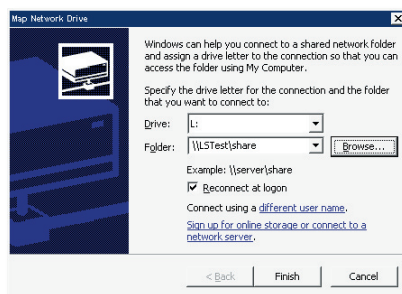 Map Network Drive
Windows can help you connect to a shared network folder
and assign a drive letter to the connection so that you can
access the folder using My Computer.
Specify the drive letter for the connection and the folder
that you want to connect to:
Drive: L:
Folder: \\LSTest\share Browse...
Example: \\server\share
Reconnect at logon
Connect using a different user name.
Sign up for online storage or connect to a
network server.
< Back Finish Cancel